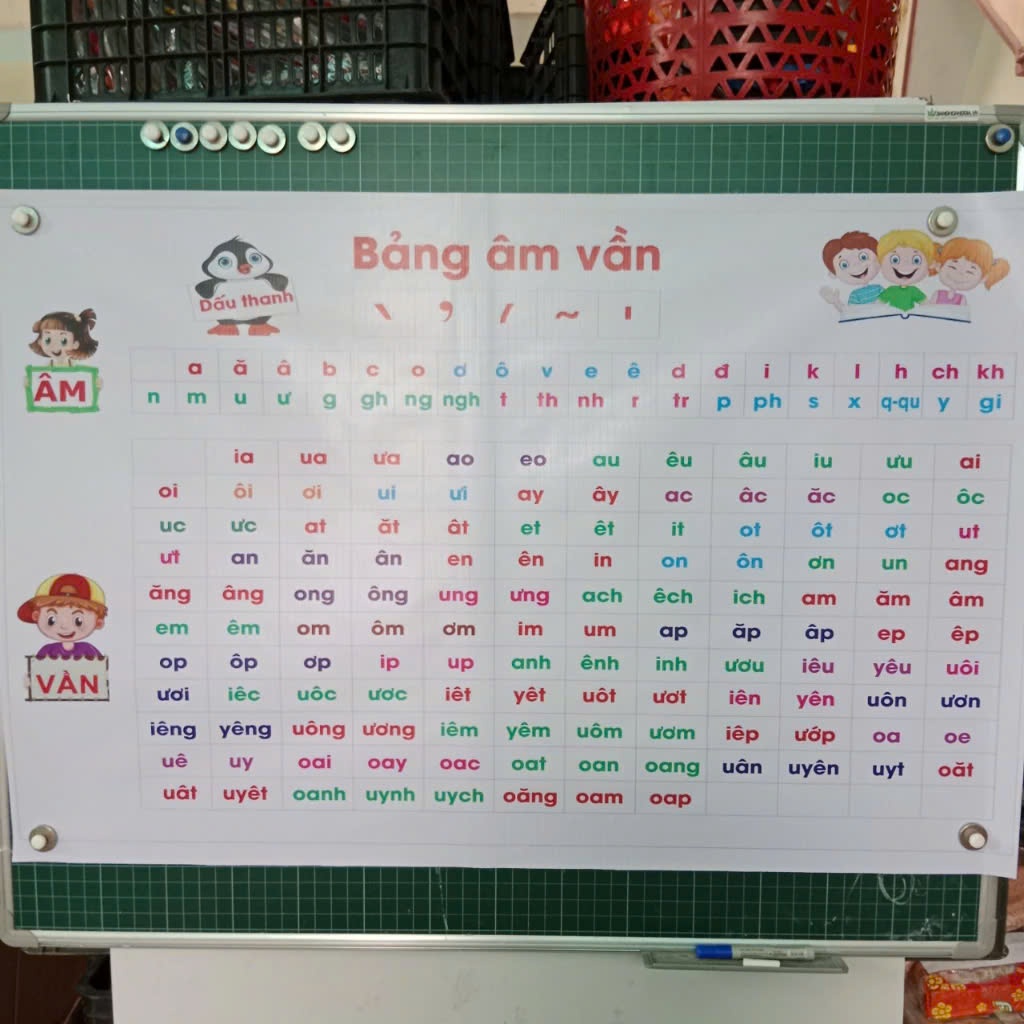 Bảng âm vần
Dấu thanh
ˋ ̉ ˊ ~ .
ÂM
a ă â b c o ơ ô v e ê d đ i k l h ch kh
n m u ư g gh ng ngh t th nh r tr p ph s x q-qu y gi
ia ua ưa ao eo au êu âu iu ưu ai
oi ôi ơi ui ưi ay ây ac âc ăc oc ôc
uc ưc at ăt ât et êt it ot ôt ơt ut
ưt an ăn ân en ên in on ôn ơn un ang
ăng âng ong ông ung ưng ach êch ich am ăm âm
em êm om ôm ơm im um ap ăp âp ep êp
op ôp ơp ip up anh ênh inh ươu iêu yêu uôi
VẦN
ươi iêc uôc ươc iêt yêt uôt ươt iên yên uôn ươn
iêng yêng uông ương iêm yêm uôm ươm iêp ướp oa oe
uê uy oai oay oac oat oan oang uân uyên uyt oăt
uât uyêt oanh uynh uych oăng oam oap